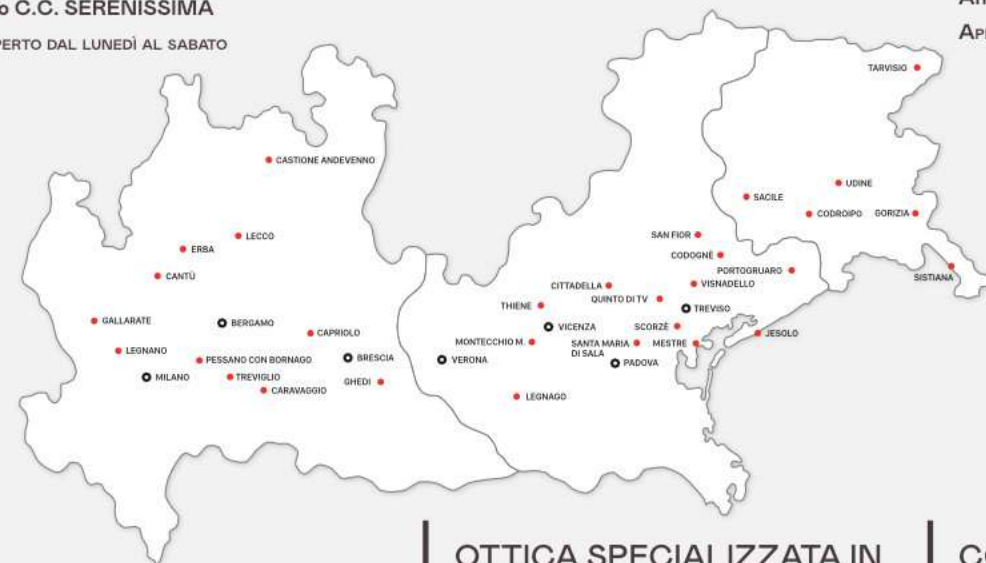 o C.C. SERENISSIMA
PERTO DAL LUNEDÌ AL SABATO
TARVISIO
CASTIONE ANDEVENNO
UDINE
SACILE
CODROIPO
GORIZIA
LECCO
SAN FIOR
ERBA
CODOGNÈ
PORTOGRUARO
SISTIANA
CANTÙ
CITTADELLA
VISNADELLO
QUINTO DI TV
THIENE
TREVISO
GALLARATE
BERGAMO
VICENZA
SCORZÈ
CAPRIOLO
JESOLO
MONTECCHIO M.
SANTA MARIA
DI SALA
MESTRE
LEGNANO
PESSANO CON BORNAGO
BRESCIA
VERONA
PADOVA
MILANO
TREVIGLIO
GHEDI
CARAVAGGIO
LEGNAGO
OTTICA SPECIALIZZATA IN